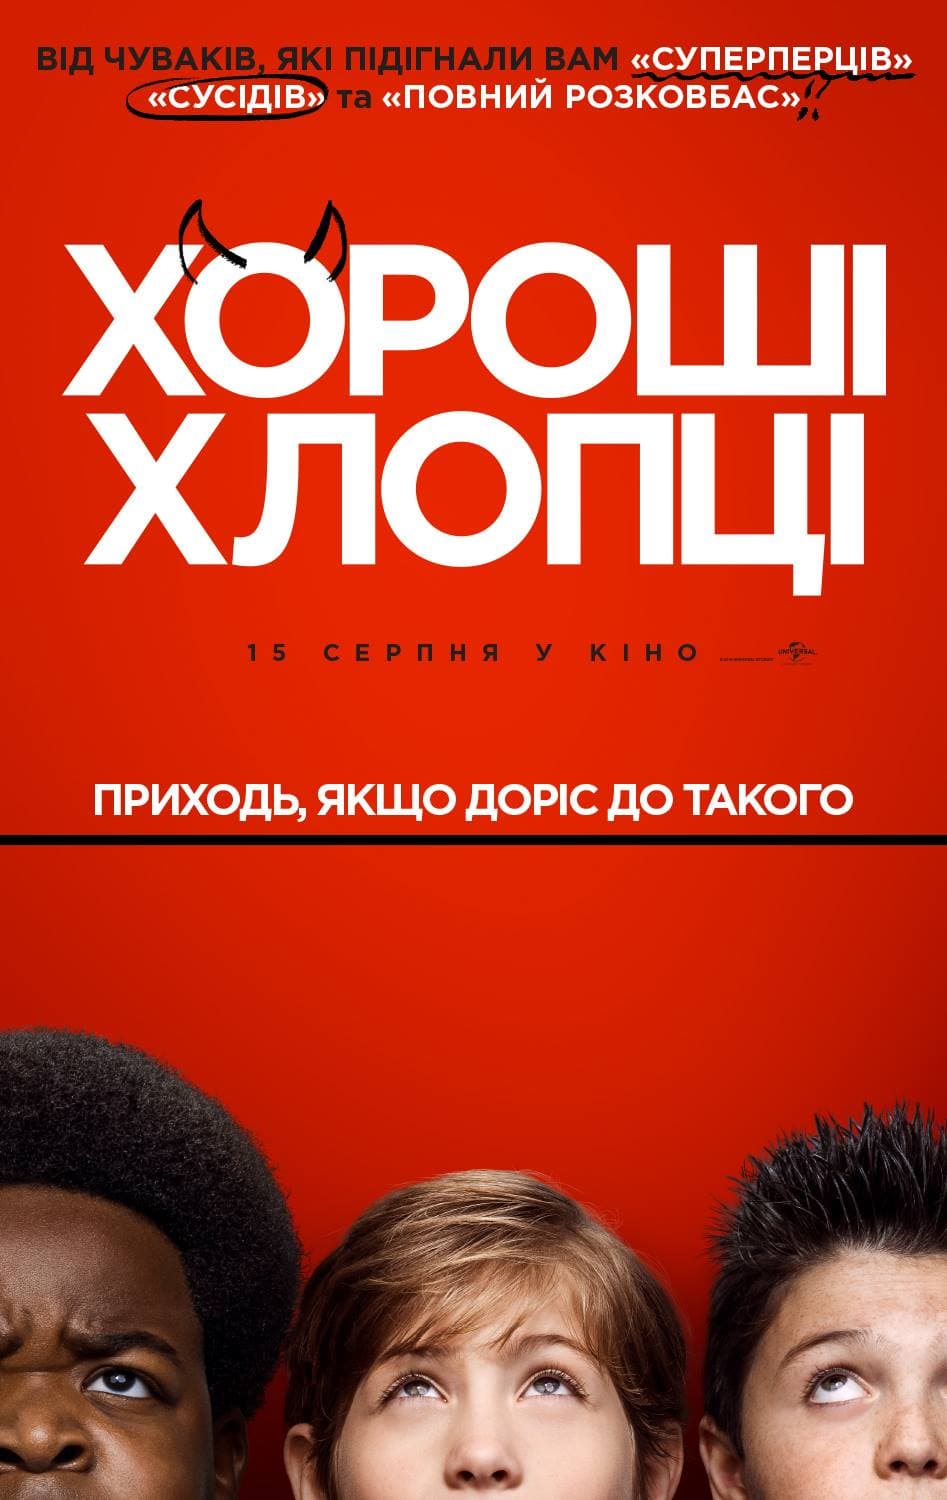 ВІД ЧУВАКІВ, ЯКІ ПІДІГНАЛИ ВАМ «СУПЕРПЕРЦІВ»
«СУСІДІВ» та «ПОВНИЙ РОЗКОВБАС»
ХОРОШІ
ХЛОПЦІ
15 СЕРПНЯ У КІНО
UNIVERSAL
ПРИХОДЬ, ЯКЩО ДОРІС ДО ТАКОГО